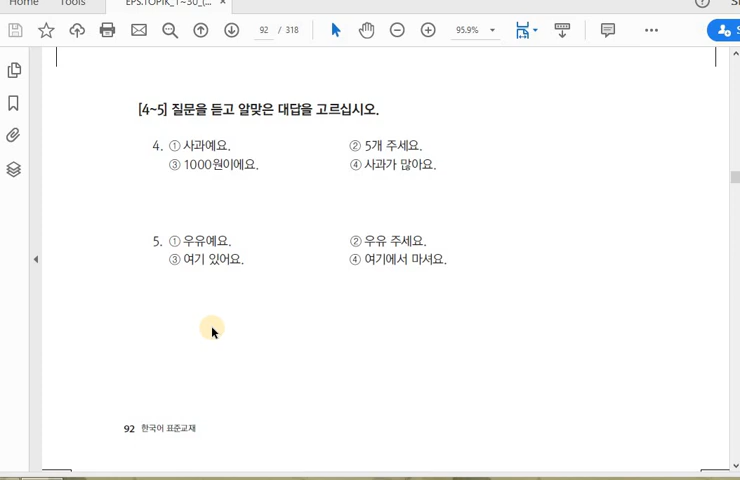 Home Tools EPS.TOPIK_1~30_(... ×
92 / 318 95.9%
[4~5] 질문을 듣고 알맞은 대답을 고르십시오.
4. ① 사과예요. ② 5개 주세요.
③ 1000원이에요. ④ 사과가 많아요.
5. ① 우유예요. ② 우유 주세요.
③ 여기 있어요. ④ 여기에서 마셔요.
92 한국어 표준교재